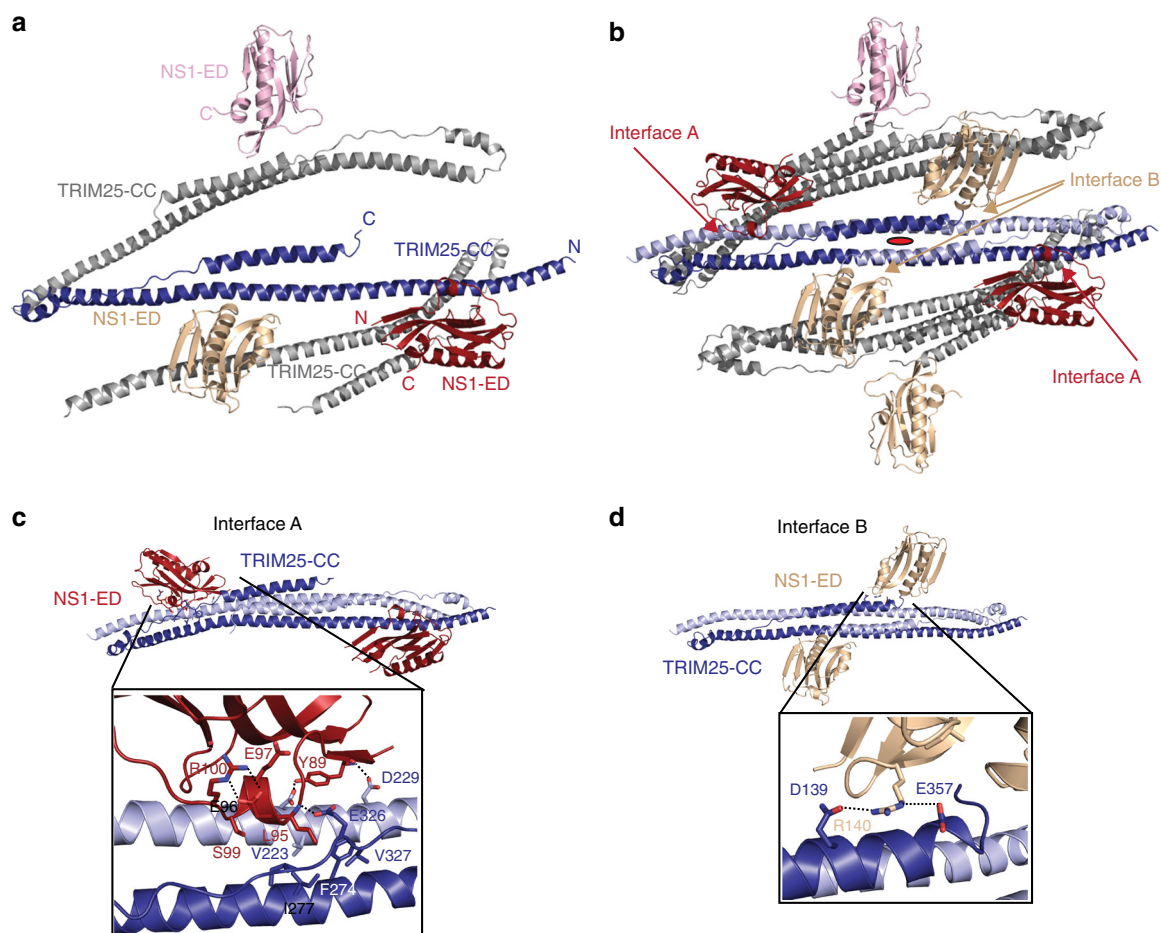 a
NS1-ED
C
TRIM25-CC
C
TRIM25-CC
N
NS1-ED
N
TRIM25-CC
C
NS1-ED
b
NS1-ED
Interface A
Interface B
Interface A
c
Interface A
TRIM25-CC
NS1-ED
E97
Y89
R100
D229
E96
E326
L95
S99
V223
V327
F274
I277
d
Interface B
NS1-ED
TRIM25-CC
D139
E357
R140